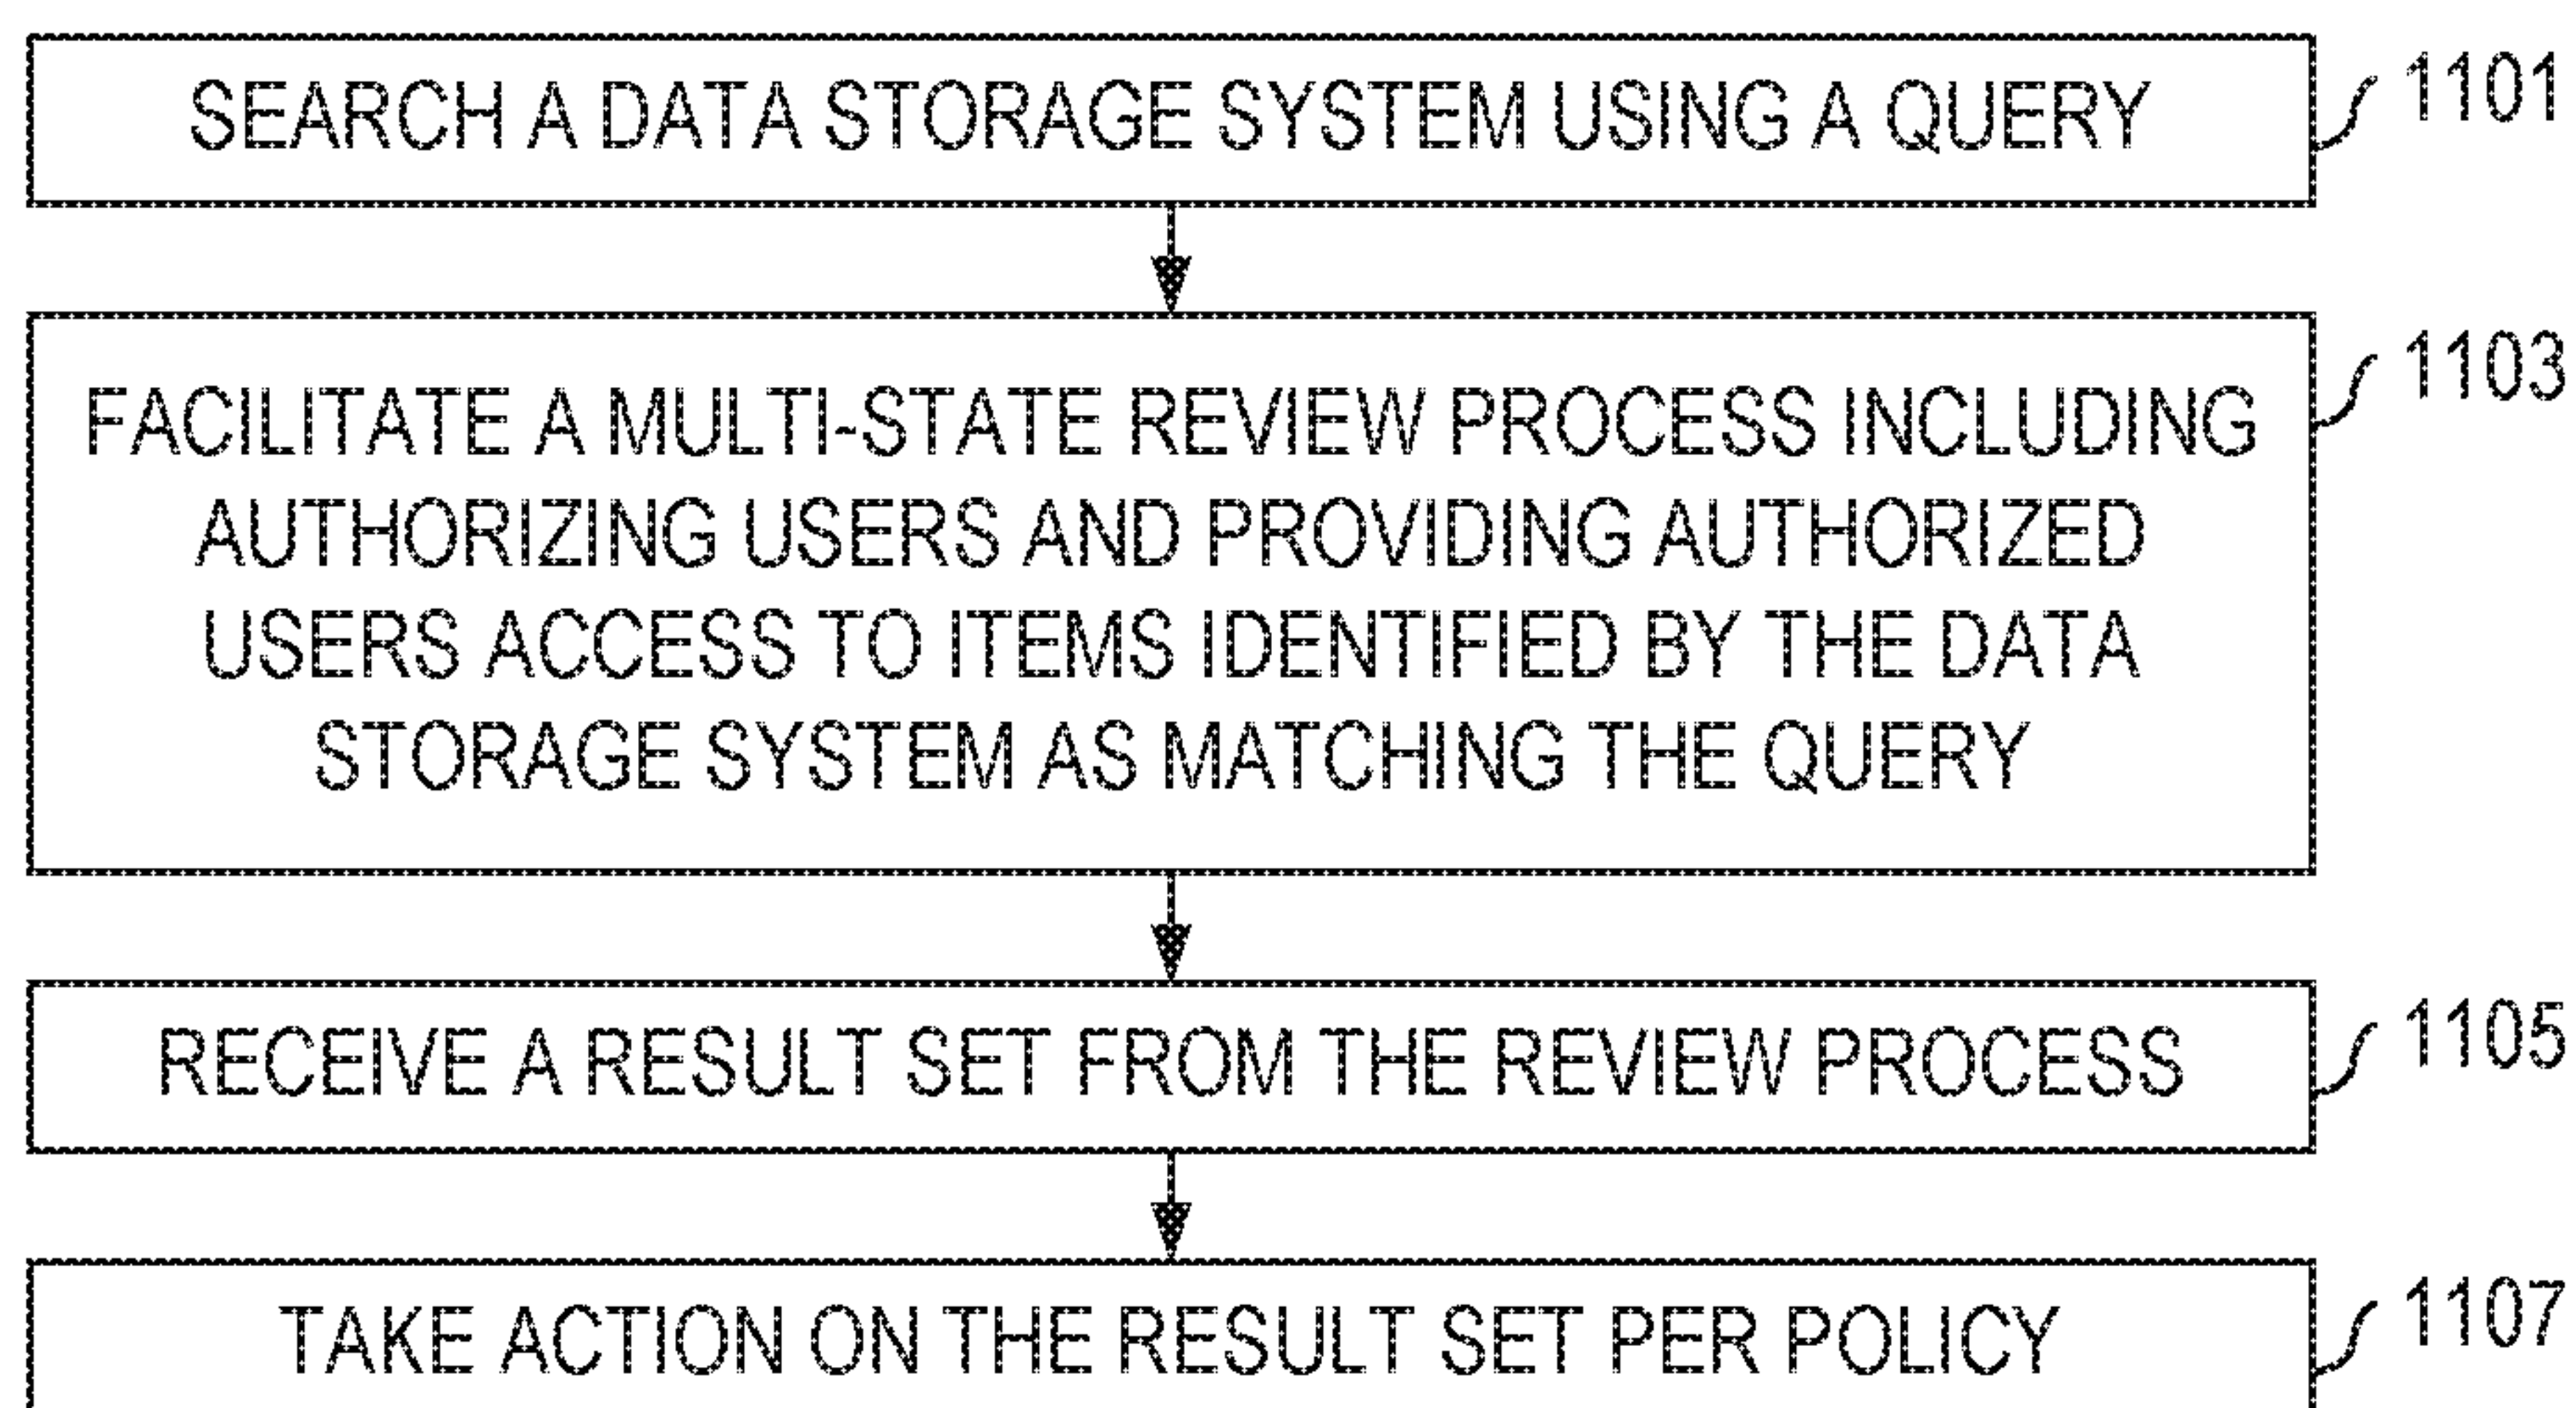 SEARCH A DATA STORAGE SYSTEM USING A QUERY
1101
FACILITATE A MULTI-STATE REVIEW PROCESS INCLUDING
AUTHORIZING USERS AND PROVIDING AUTHORIZED
USERS ACCESS TO ITEMS IDENTIFIED BY THE DATA
STORAGE SYSTEM AS MATCHING THE QUERY
1103
RECEIVE A RESULT SET FROM THE REVIEW PROCESS
1105
TAKE ACTION ON THE RESULT SET PER POLICY
1107